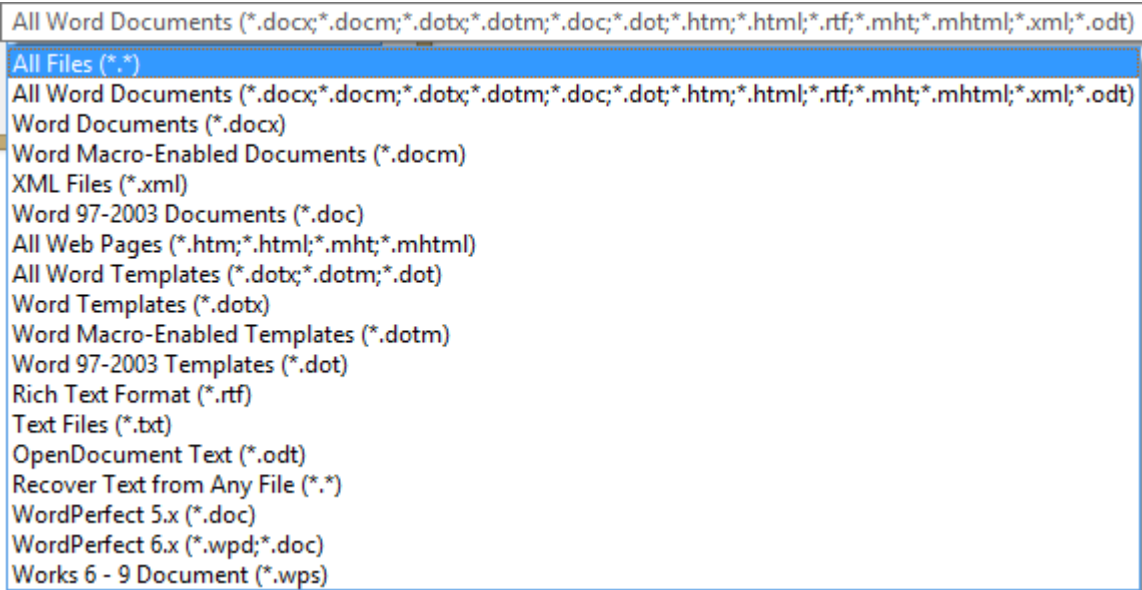 All Word Documents (*.docx;*.docm;*.dotx;*.dotm;*.doc;*.dot;*.htm;*.html;*.rtf;*.mht;*.mhtml;*.xml;*.odt)
All Files (*.*)
All Word Documents (*.docx;*.docm;*.dotx;*.dotm;*.doc;*.dot;*.htm;*.html;*.rtf;*.mht;*.mhtml;*.xml;*.odt)
Word Documents (*.docx)
Word Macro-Enabled Documents (*.docm)
XML Files (*.xml)
Word 97-2003 Documents (*.doc)
All Web Pages (*.htm;*.html;*.mht;*.mhtml)
All Word Templates (*.dotx;*.dotm;*.dot)
Word Templates (*.dotx)
Word Macro-Enabled Templates (*.dotm)
Word 97-2003 Templates (*.dot)
Rich Text Format (*.rtf)
Text Files (*.txt)
OpenDocument Text (*.odt)
Recover Text from Any File (*.*)
WordPerfect 5.x (*.doc)
WordPerfect 6.x (*.wpd;*.doc)
Works 6 - 9 Document (*.wps)